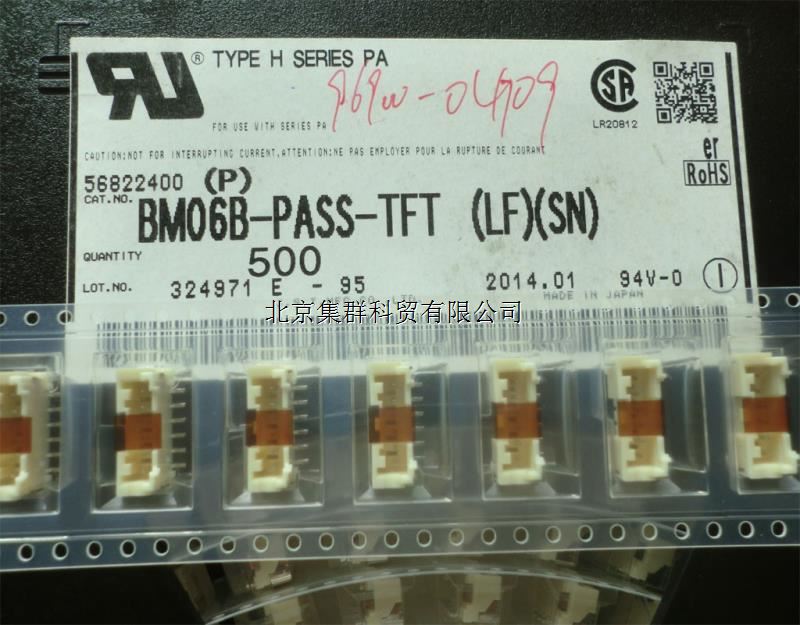 RU® TYPE H SERIES PA
FOR USE WITH SERIES PA
SA
LR20812
CAUTION:NOT FOR INTERRUPTING CURRENT,ATTENTION:NE PAS EMPLOYER POUR LA RUPTURE DE COURANT
er
RoHS
56822400 (P)
CAT.NO. BM06B-PASS-TFT (LF)(SN)
QUANTITY 500
LOT.NO. 324971 E - 95 2014.01 94V-0
MADE IN JAPAN
北京集群科贸有限公司